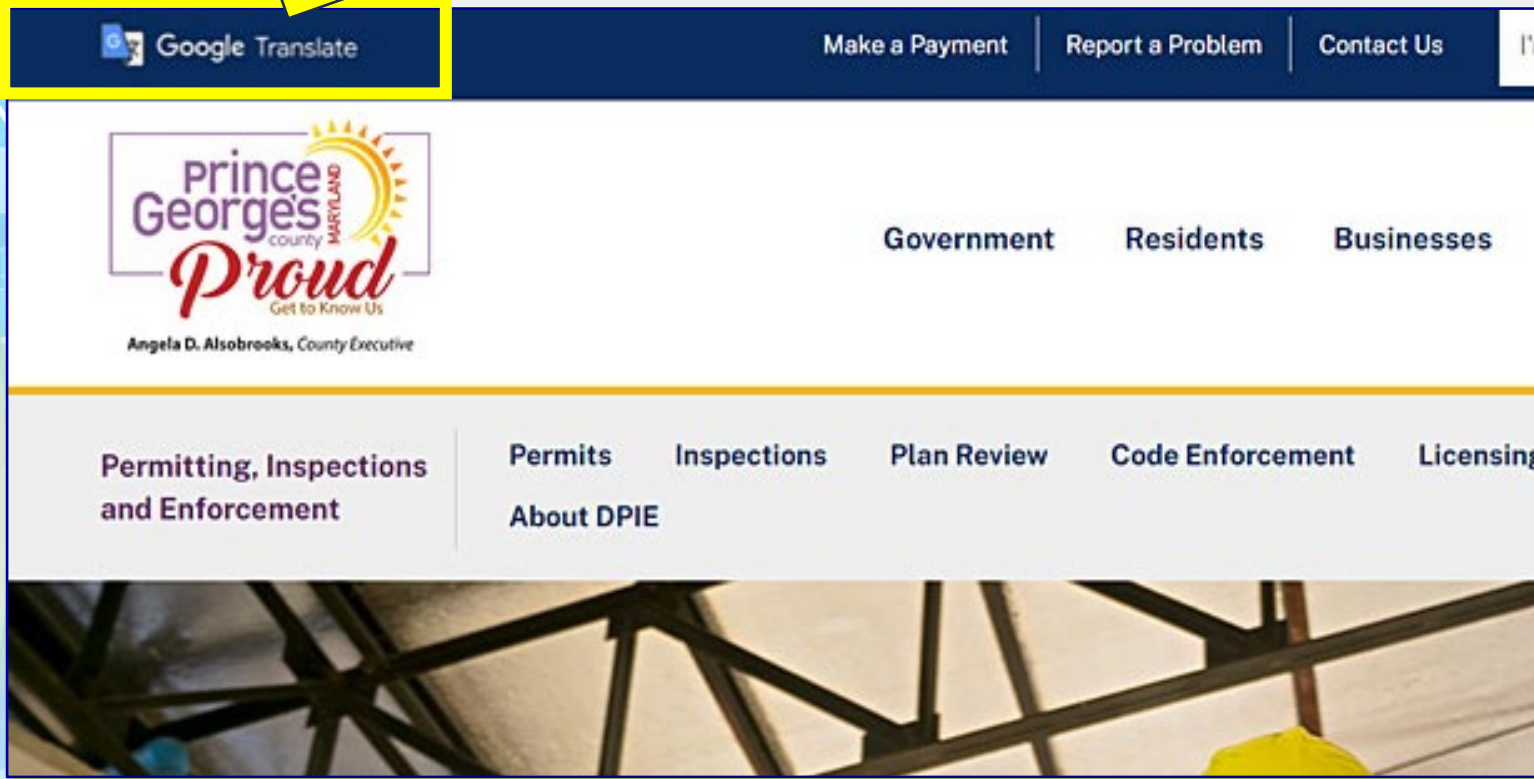 Google Translate
Make a Payment
Report a Problem
Contact Us
Prince
George's
county
MARYLAND
Proud
Get to Know Us
Angela D. Alsobrooks, County Executive
Government
Residents
Businesses
Permitting, Inspections
and Enforcement
Permits
Inspections
Plan Review
Code Enforcement
Licensing
About DPIE